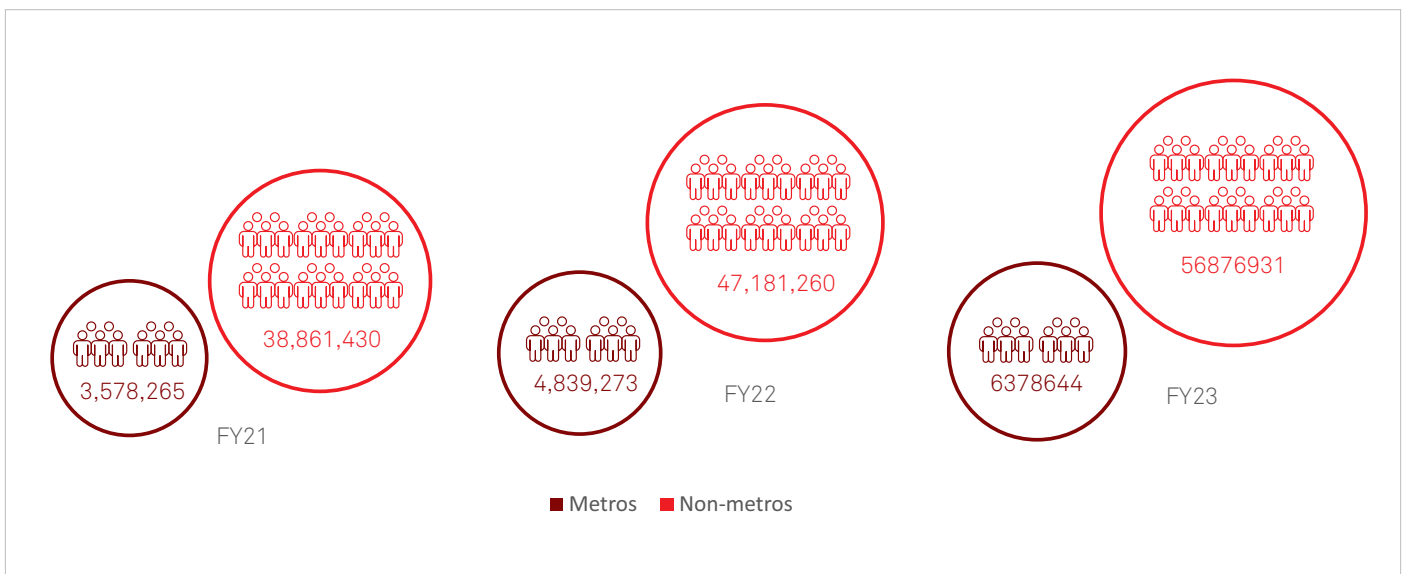 3,578,265
38,861,430
FY21
4,839,273
47,181,260
FY22
6378644
56876931
FY23
Metros
Non-metros